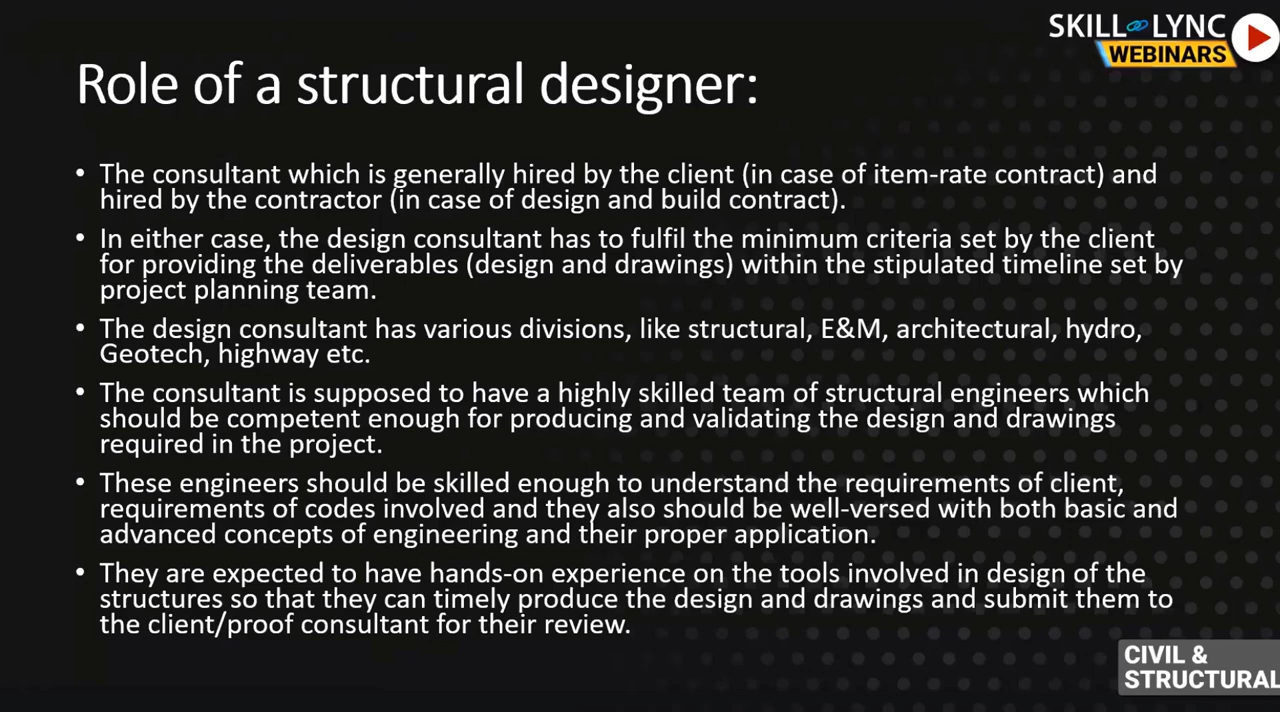 SKILL LYNC
WEBINARS
Role of a structural designer:
• The consultant which is generally hired by the client (in case of item-rate contract) and
hired by the contractor (in case of design and build contract).
• In either case, the design consultant has to fulfil the minimum criteria set by the client
for providing the deliverables (design and drawings) within the stipulated timeline set by
project planning team.
• The design consultant has various divisions, like structural, E&M, architectural, hydro,
Geotech, highway etc.
• The consultant is supposed to have a highly skilled team of structural engineers which
should be competent enough for producing and validating the design and drawings
required in the project.
• These engineers should be skilled enough to understand the requirements of client,
requirements of codes involved and they also should be well-versed with both basic and
advanced concepts of engineering and their proper application.
• They are expected to have hands-on experience on the tools involved in design of the
structures so that they can timely produce the design and drawings and submit them to
the client/proof consultant for their review.
CIVIL &
STRUCTURAL